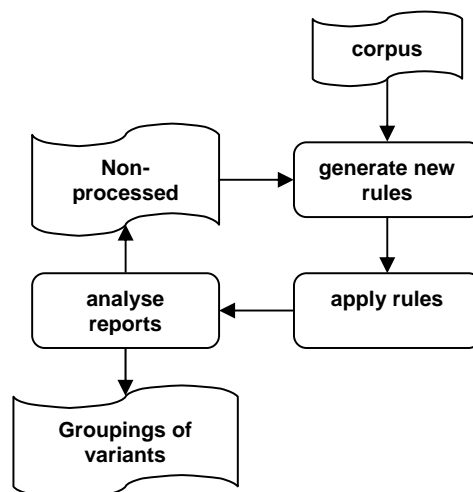 corpus
Non-
processed
generate new
rules
analyse
reports
apply rules
Groupings of
variants